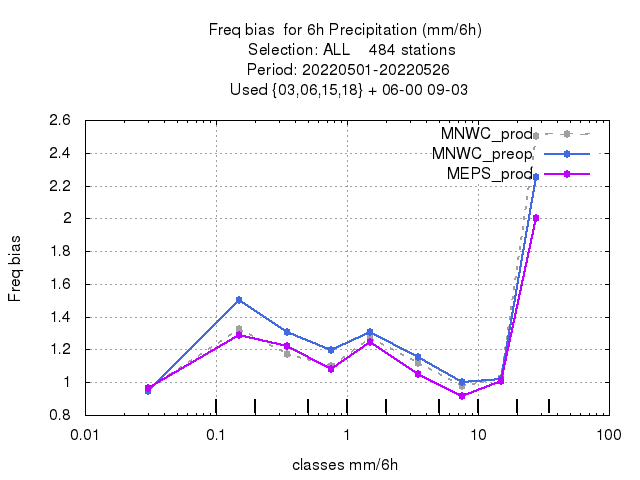 Freq bias  for 6h Precipitation (mm/6h)
Selection: ALL    484 stations
Period: 20220501-20220526
Used {03,06,15,18} + 06-00 09-03
2.6
2.4
2.2
2
1.8
1.6
1.4
1.2
1
0.8
Freq bias
MNWC_prod
MNWC_preop
MEPS_prod
0.01
0.1
1
10
100
classes mm/6h